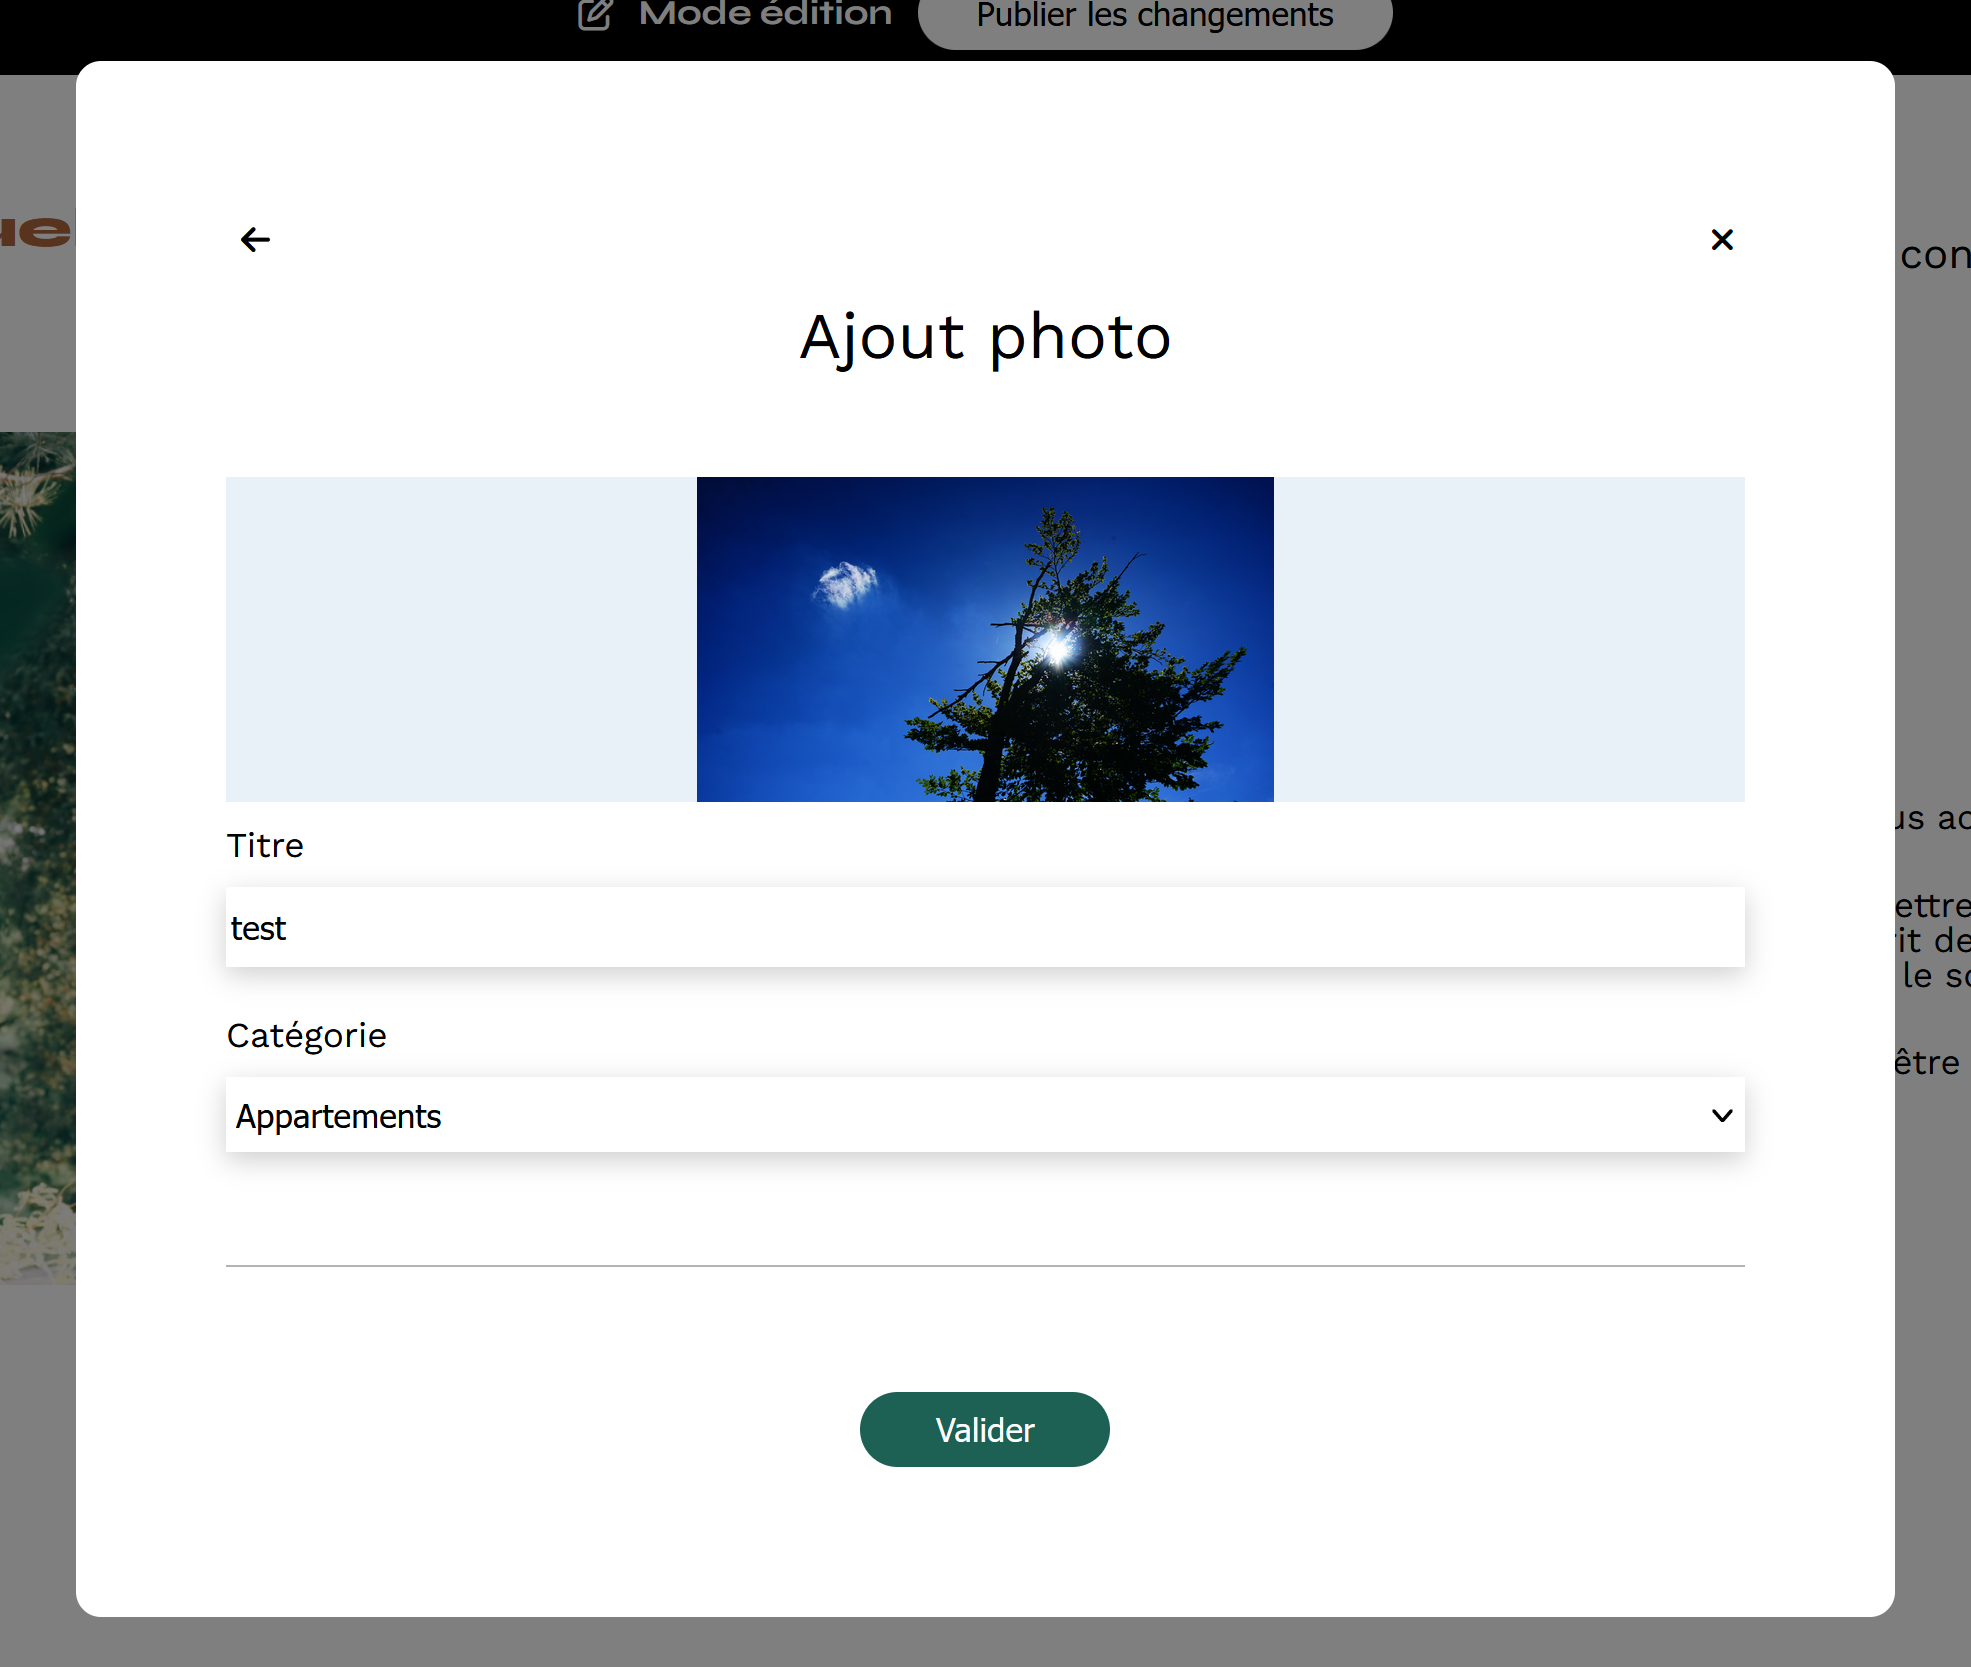 Mode édition
Publier les changements
con
Ajout photo
Titre
test
Catégorie
Appartements
Valider
us ac
ettre
it de
le so
être